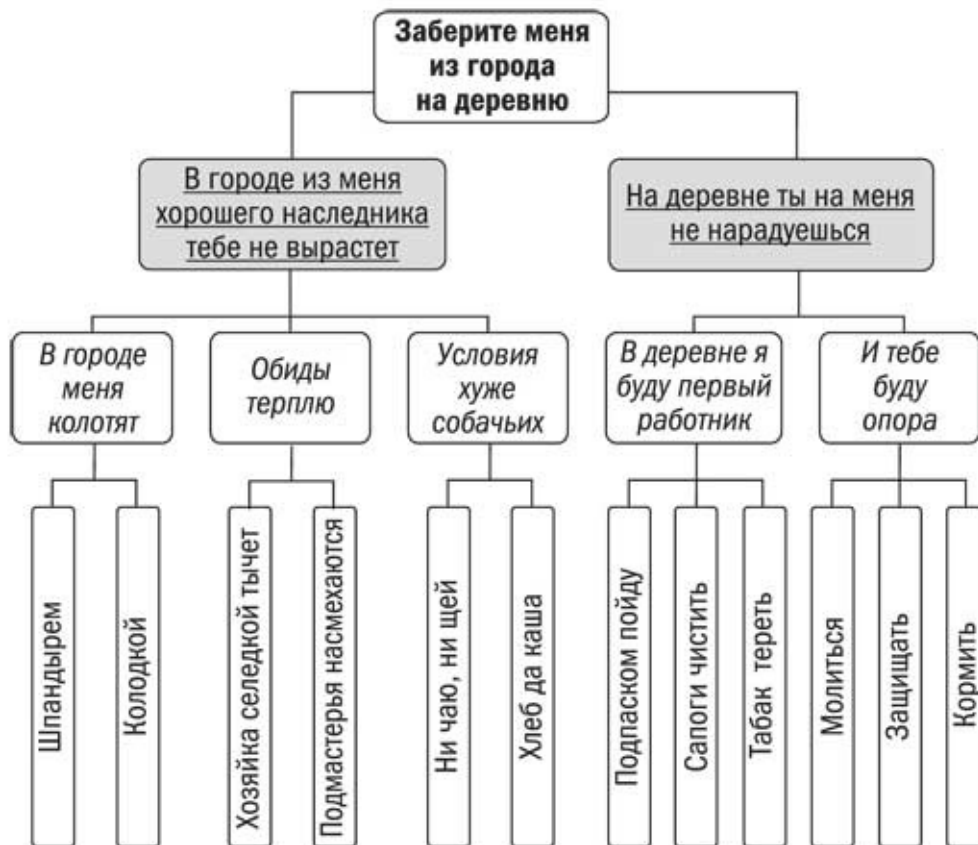 Заберите меня
из города
на деревню
В городе из меня
хорошего наследника
тебе не вырастет
На деревне ты на меня
не нарадуешься
В городе
меня
колотят
Обиды
терплю
Условия
хуже
собачьих
В деревне я
буду первый
работник
И тебе
буду
опора
Шпандырем
Колодкой
Хозяйка селедкой тычет
Подмастерья насмехаются
Ни чаю, ни щей
Хлеб да каша
Подпаском пойду
Сапоги чистить
Табак тереть
Молиться
Защищать
Кормить